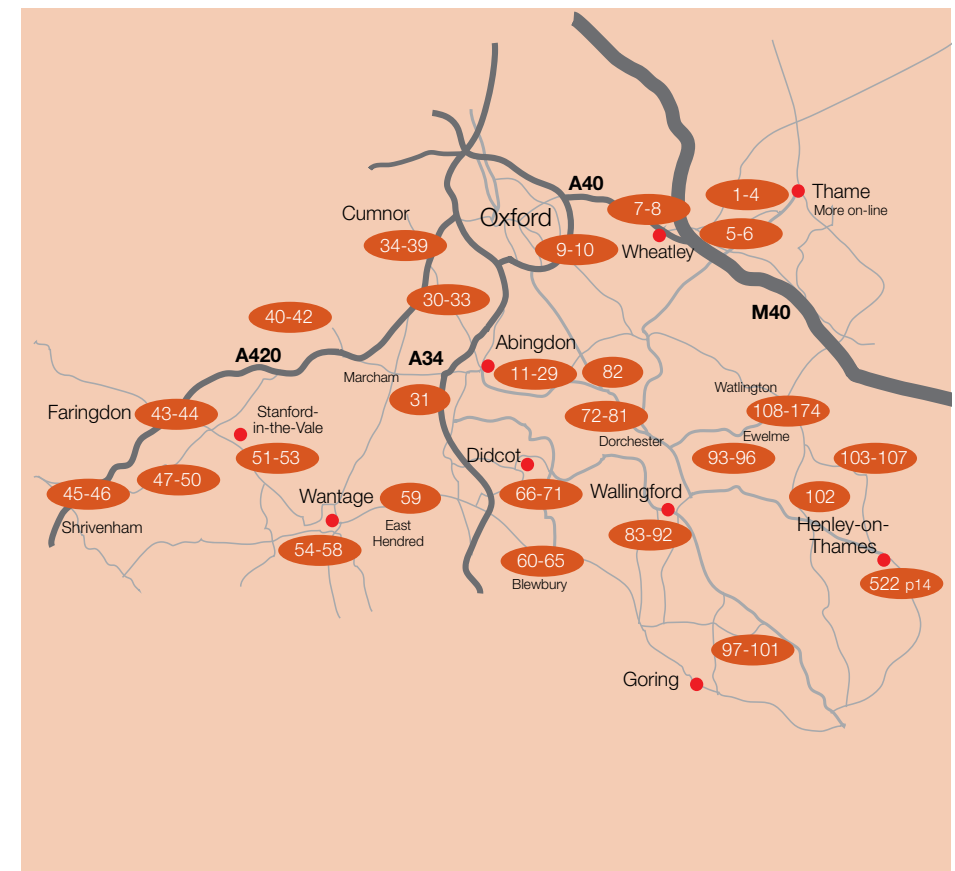 A40
1-4
Thame
More on-line
7-8
Cumnor
Oxford
5-6
34-39
9-10
Wheatley
30-33
40-42
M40
A420
A34
Abingdon
Marcham
11-29
82
Watlington
31
Faringdon
43-44
Stanford-
in-the-Vale
72-81
108-174
Dorchester
Ewelme
51-53
Didcot
93-96
103-107
47-50
45-46
Shrivenham
Wantage
59
66-71
Wallingford
102
East
Hendred
Henley-on-
Thames
54-58
83-92
60-65
Blewbury
522 p14
97-101
Goring